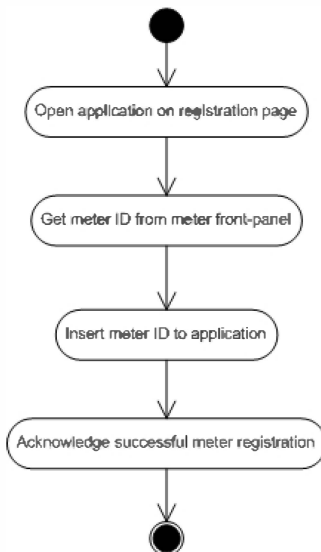 Open application on registration page
Get meter ID from meter front-panel
Insert meter ID to application
Acknowledge successful meter registration